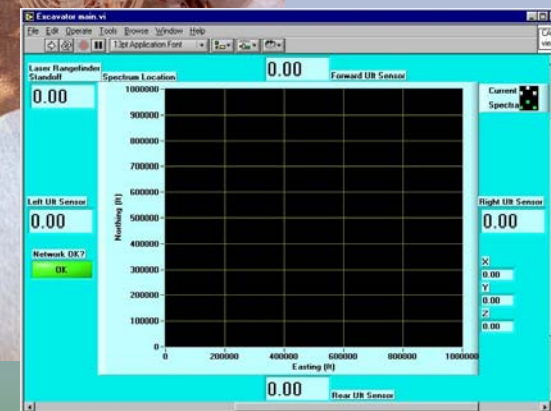 Excavator main.vi
File Edit Operate Tools Browse Window Help
13pt Application Font
Laser Rangefinder
Standoff
0.00
Spectrum Location
0.00
Forward Ult Sensor
Current
Spectra
1000000
900000
800000
700000
600000
500000
400000
300000
200000
100000
0
Northing (ft)
0 200000 400000 600000 800000 1000000
Easting (ft)
Left Ult Sensor
0.00
Network OK?
OK
Right Ult Sensor
0.00
X
0.00
Y
0.00
Z
0.00
0.00
Rear Ult Sensor